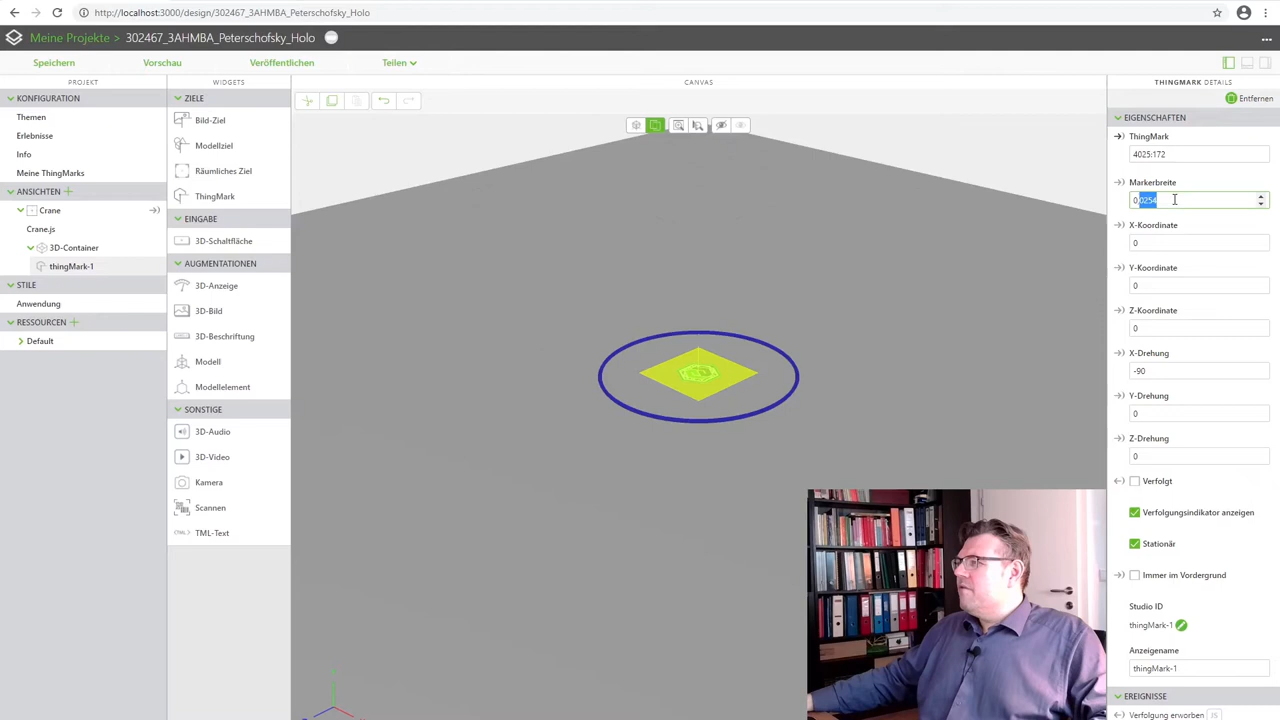 http://localhost:3000/design/302467_3AHMBA_Peterschofsky_Holo
Meine Projekte > 302467_3AHMBA_Peterschofsky_Holo
Speichern
Vorschau
Veröffentlichen
Teilen
PROJEKT
KONFIGURATION
Themen
Erlebnisse
Info
Meine ThingMarks
ANSICHTEN
Crane
Crane.js
3D-Container
thingMark-1
STILE
Anwendung
RESSOURCEN
Default
WIDGETS
ZIELE
Bild-Ziel
Modellziel
Räumliches Ziel
ThingMark
EINGABE
3D-Schaltfläche
AUGMENTATIONEN
3D-Anzeige
3D-Bild
3D-Beschriftung
Modell
Modellelement
SONSTIGE
3D-Audio
3D-Video
Kamera
Scannen
TML-Text
CANVAS
THINGMARK DETAILS
Entfernen
EIGENSCHAFTEN
ThingMark
4025:172
Markerbreite
0.0254
X-Koordinate
0
Y-Koordinate
0
Z-Koordinate
0
X-Drehung
-90
Y-Drehung
0
Z-Drehung
0
Verfolgt
Verfolgungsindikator anzeigen
Stationär
Immer im Vordergrund
Studio ID
thingMark-1
Anzeigename
thingMark-1
EREIGNISSE
Verfolgung erworben JS